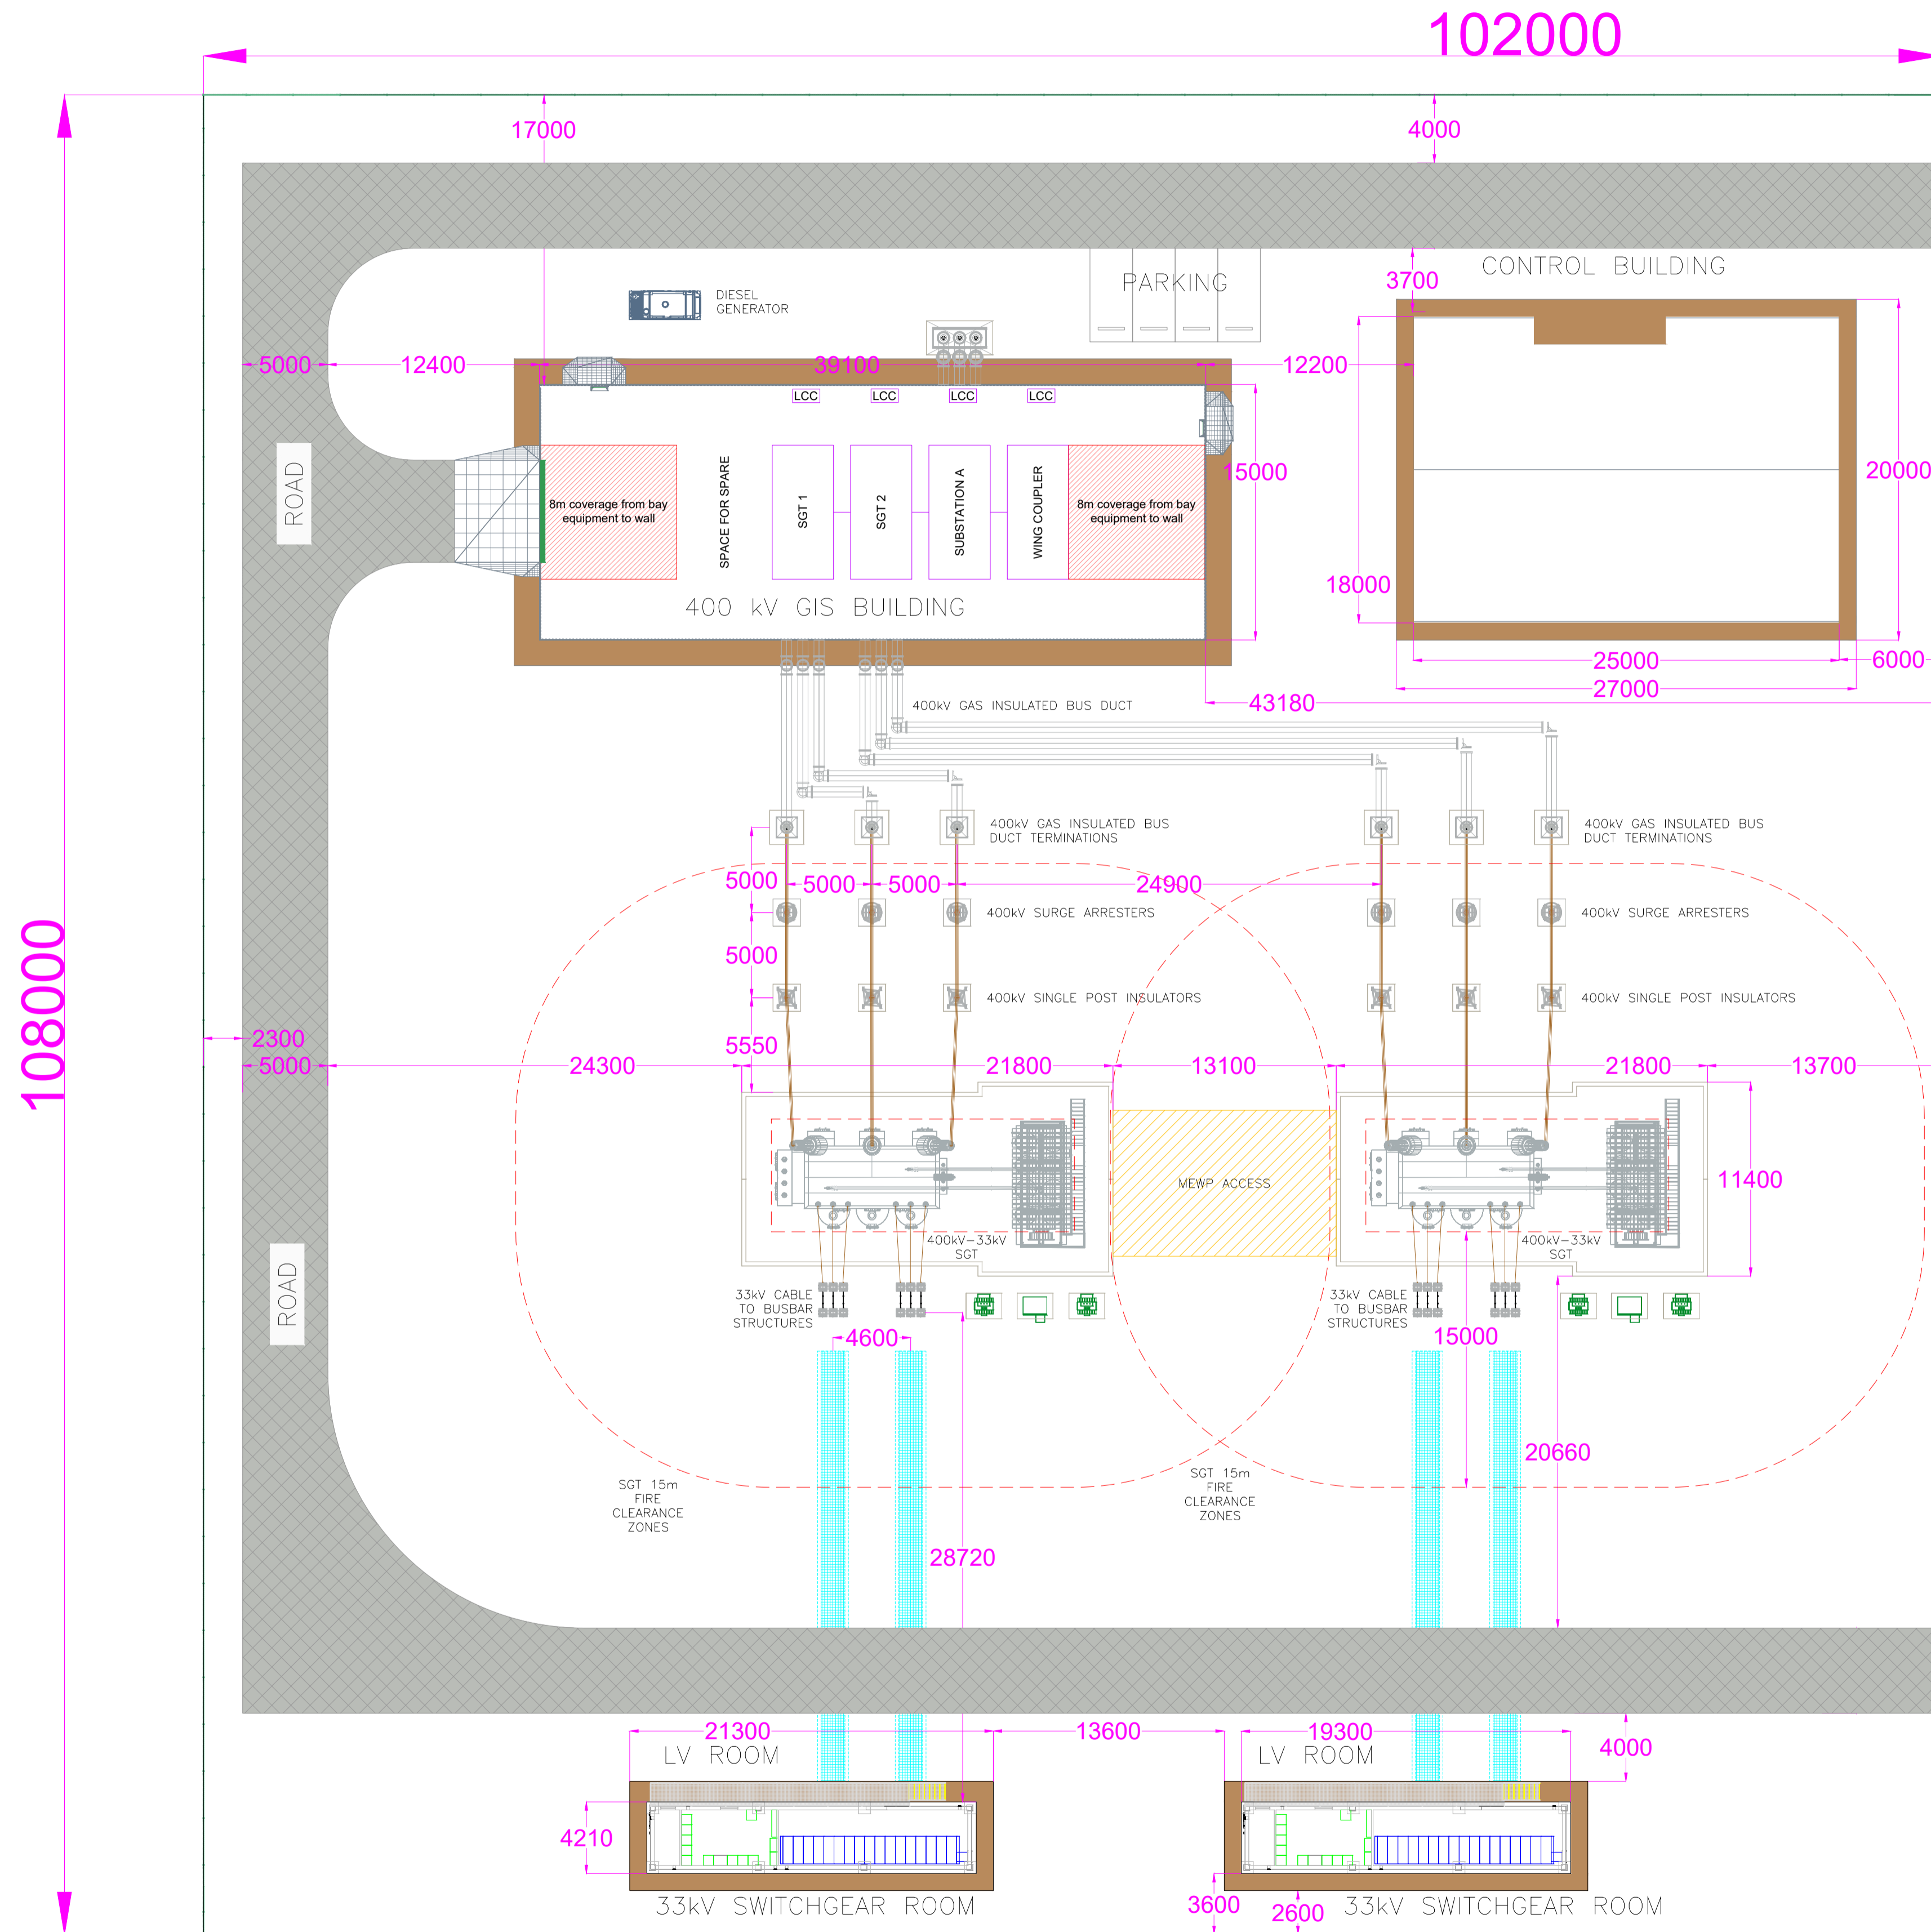 102000
17000
4000
CONTROL BUILDING
PARKING
3700
DIESEL
GENERATOR
5000
12400
39100
12200
LCC
LCC
LCC
LCC
15000
20000
ROAD
8m coverage from bay
equipment to wall
SPACE FOR SPARE
SGT 1
SGT 2
SUBSTATION A
WING COUPLER
8m coverage from bay
equipment to wall
18000
400 kV GIS BUILDING
25000
6000
27000
43180
400kV GAS INSULATED BUS DUCT
400kV GAS INSULATED BUS
DUCT TERMINATIONS
400kV GAS INSULATED BUS
DUCT TERMINATIONS
5000
5000
5000
24900
400kV SURGE ARRESTERS
400kV SURGE ARRESTERS
5000
400kV SINGLE POST INSULATORS
400kV SINGLE POST INSULATORS
108000
2300
5550
5000
24300
21800
13100
21800
13700
MEWP ACCESS
11400
400kV-33kV
SGT
400kV-33kV
SGT
ROAD
33kV CABLE
TO BUSBAR
STRUCTURES
33kV CABLE
TO BUSBAR
STRUCTURES
4600
15000
20660
SGT 15m
FIRE
CLEARANCE
ZONES
SGT 15m
FIRE
CLEARANCE
ZONES
28720
21300
13600
19300
4000
LV ROOM
LV ROOM
4210
3600
2600
33kV SWITCHGEAR ROOM
33kV SWITCHGEAR ROOM